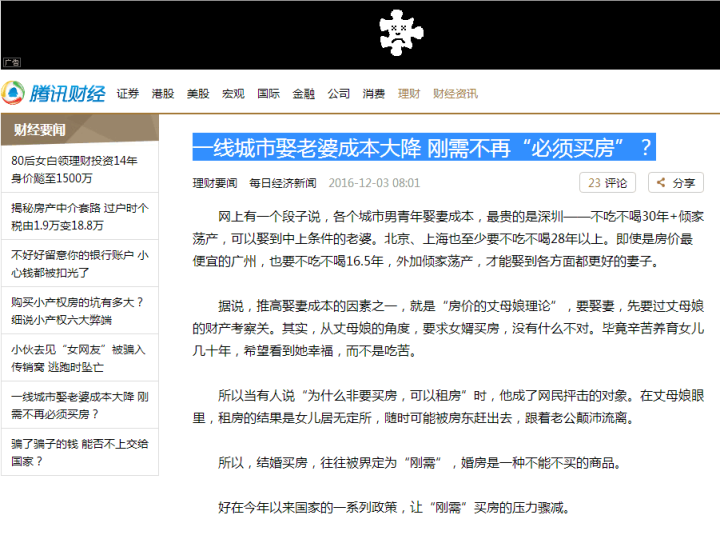 广告
腾讯财经 证券 港股 美股 宏观 国际 金融 公司 消费 理财 财经资讯
财经要闻
80后女白领理财投资14年
身价飚至1500万
揭秘房产中介套路 过户时个
税由1.9万变18.8万
不好好留意你的银行账户 小
心钱都被扣光了
购买小产权房的坑有多大？
细说小产权六大弊端
小伙去见“女网友”被骗入
传销窝 逃跑时坠亡
一线城市娶老婆成本大降 刚
需不再必须买房？
骗了骗子的钱 能否不上交给
国家？
一线城市娶老婆成本大降 刚需不再“必须买房”？
理财要闻 每日经济新闻 2016-12-03 08:01 23 评论 分享
网上有一个段子说，各个城市男青年娶妻成本，最贵的是深圳——不吃不喝30年+倾家
荡产，可以娶到中上条件的老婆。北京、上海也至少要不吃不喝28年以上。即使是房价最
便宜的广州，也要不吃不喝16.5年，外加倾家荡产，才能娶到各方面都更好的妻子。
据说，推高娶妻成本的因素之一，就是“房价的丈母娘理论”，要娶妻，先要过丈母娘
的财产考察关。其实，从丈母娘的角度，要求女婿买房，没有什么不对。毕竟辛苦养育女儿
几十年，希望看到她幸福，而不是吃苦。
所以当有人说“为什么非要买房，可以租房”时，他成了网民抨击的对象。在丈母娘眼
里，租房的结果是女儿居无定所，随时可能被房东赶出去，跟着老公颠沛流离。
所以，结婚买房，往往被界定为“刚需”，婚房是一种不能不买的商品。
好在今年以来国家的一系列政策，让“刚需”买房的压力骤减。